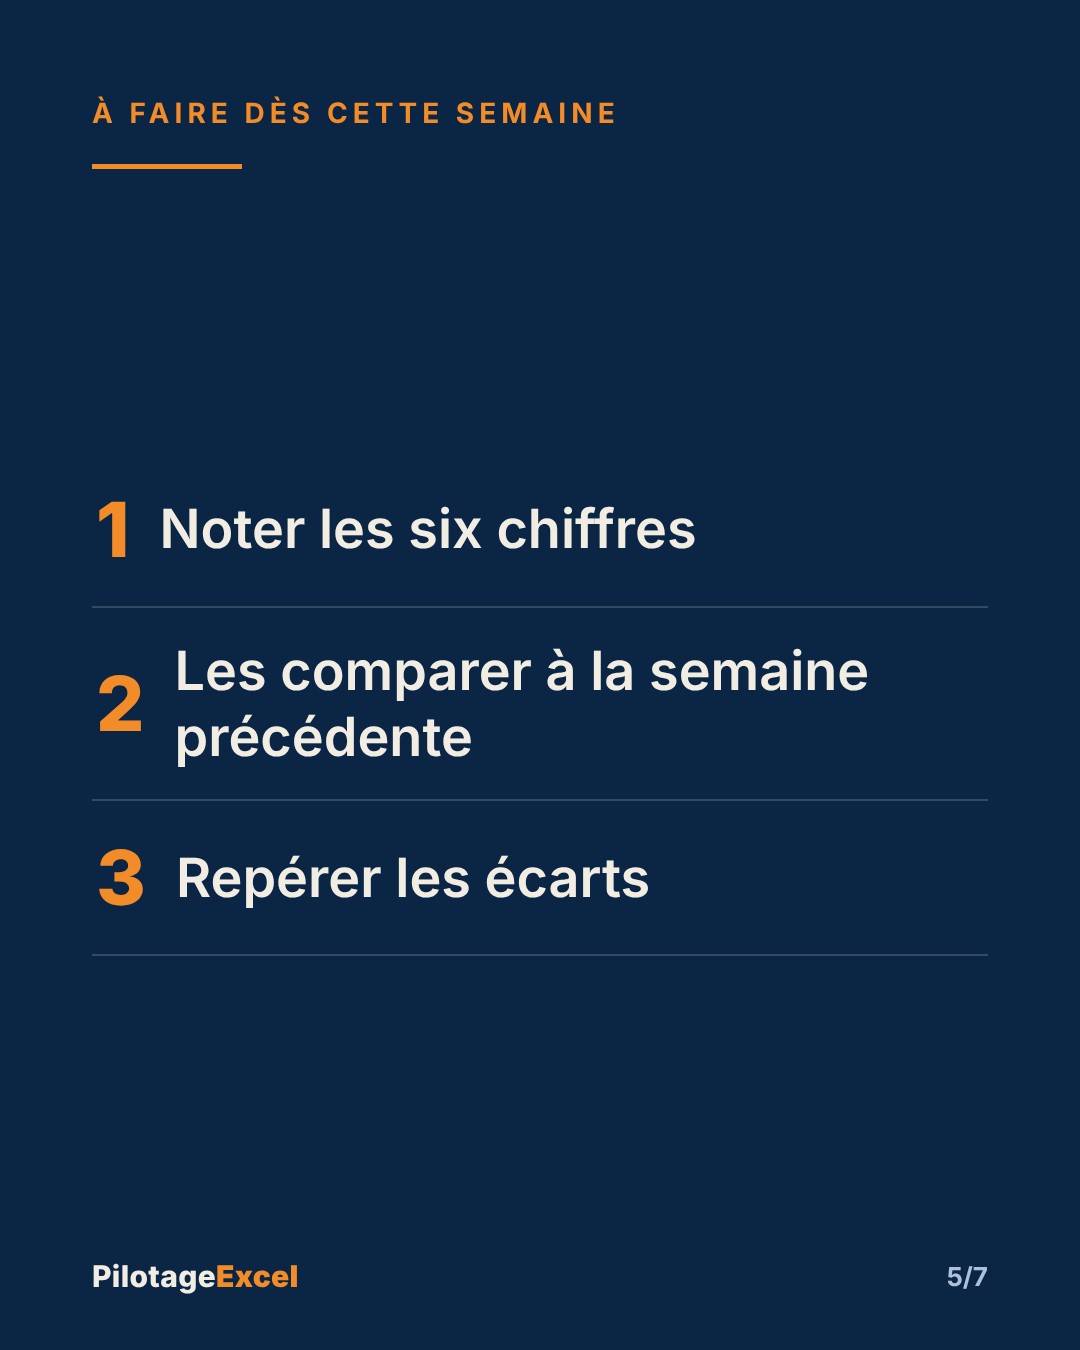 À FAIRE DÈS CETTE SEMAINE
1 Noter les six chiffres
2 Les comparer à la semaine
précédente
3 Repérer les écarts
PilotageExcel
5/7